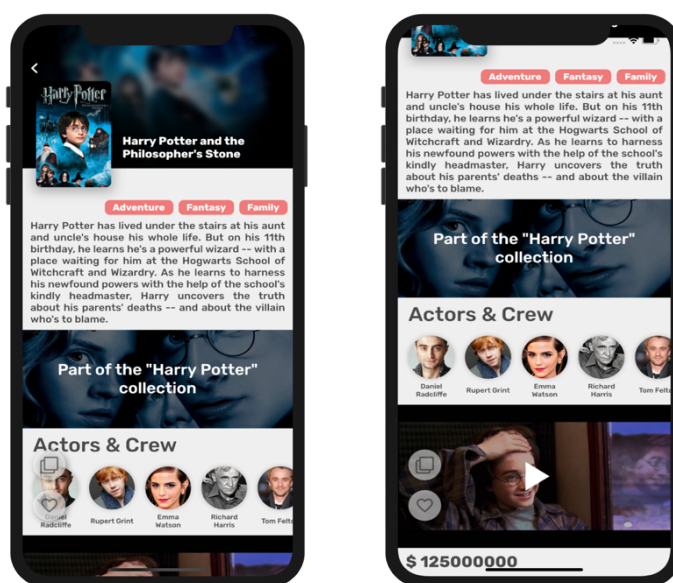 Harry Potter
Harry Potter and the
Philosopher's Stone
Adventure Fantasy Family
Harry Potter has lived under the stairs at his aunt
and uncle's house his whole life. But on his 11th
birthday, he learns he's a powerful wizard -- with a
place waiting for him at the Hogwarts School of
Witchcraft and Wizardry. As he learns to harness
his newfound powers with the help of the school's
kindly headmaster, Harry uncovers the truth
about his parents' deaths -- and about the villain
who's to blame.
Part of the "Harry Potter"
collection
Actors & Crew
Daniel
Radcliffe
Rupert Grint
Emma
Watson
Richard
Harris
Tom Felt
Adventure Fantasy Family
Harry Potter has lived under the stairs at his aunt
and uncle's house his whole life. But on his 11th
birthday, he learns he's a powerful wizard -- with a
place waiting for him at the Hogwarts School of
Witchcraft and Wizardry. As he learns to harness
his newfound powers with the help of the school's
kindly headmaster, Harry uncovers the truth
about his parents' deaths -- and about the villain
who's to blame.
Part of the "Harry Potter"
collection
Actors & Crew
Daniel
Radcliffe
Rupert Grint
Emma
Watson
Richard
Harris
Tom Felt
$ 125000000